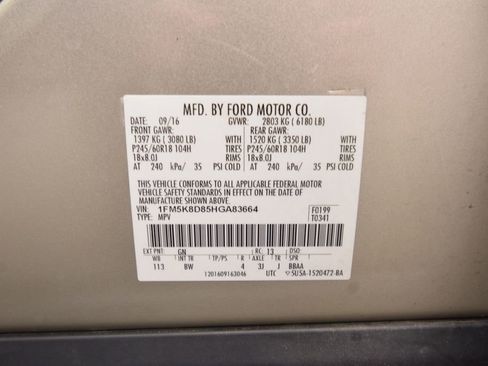 MFD. BY FORD MOTOR CO.
DATE: 09/16 GVWR: 2803 KG ( 6180 LB)
FRONT GAWR: REAR GAWR:
1397 KG ( 3080 LB) WITH 1520 KG ( 3350 LB) WITH
P245/60R18 104H TIRES P245/60R18 104H TIRES
18x8.0J RIMS 18x8.0J RIMS
AT 240 kPa/ 35 PSI COLD AT 240 kPa/ 35 PSI COLD
THIS VEHICLE CONFORMS TO ALL APPLICABLE FEDERAL MOTOR
VEHICLE SAFETY STANDARDS IN EFFECT ON THE DATE OF
MANUFACTURE SHOWN ABOVE.
VIN: 1FM5K8D85HGA83664 F0199
TYPE: MPV T0341
EXT PNT: GN RC: 13 DSO:
WB INT TR TP/PS R AXLE TR SPR
113 BW 4 3J J BBAA
1201609163046 UTC ▽5USA-1520472-BA